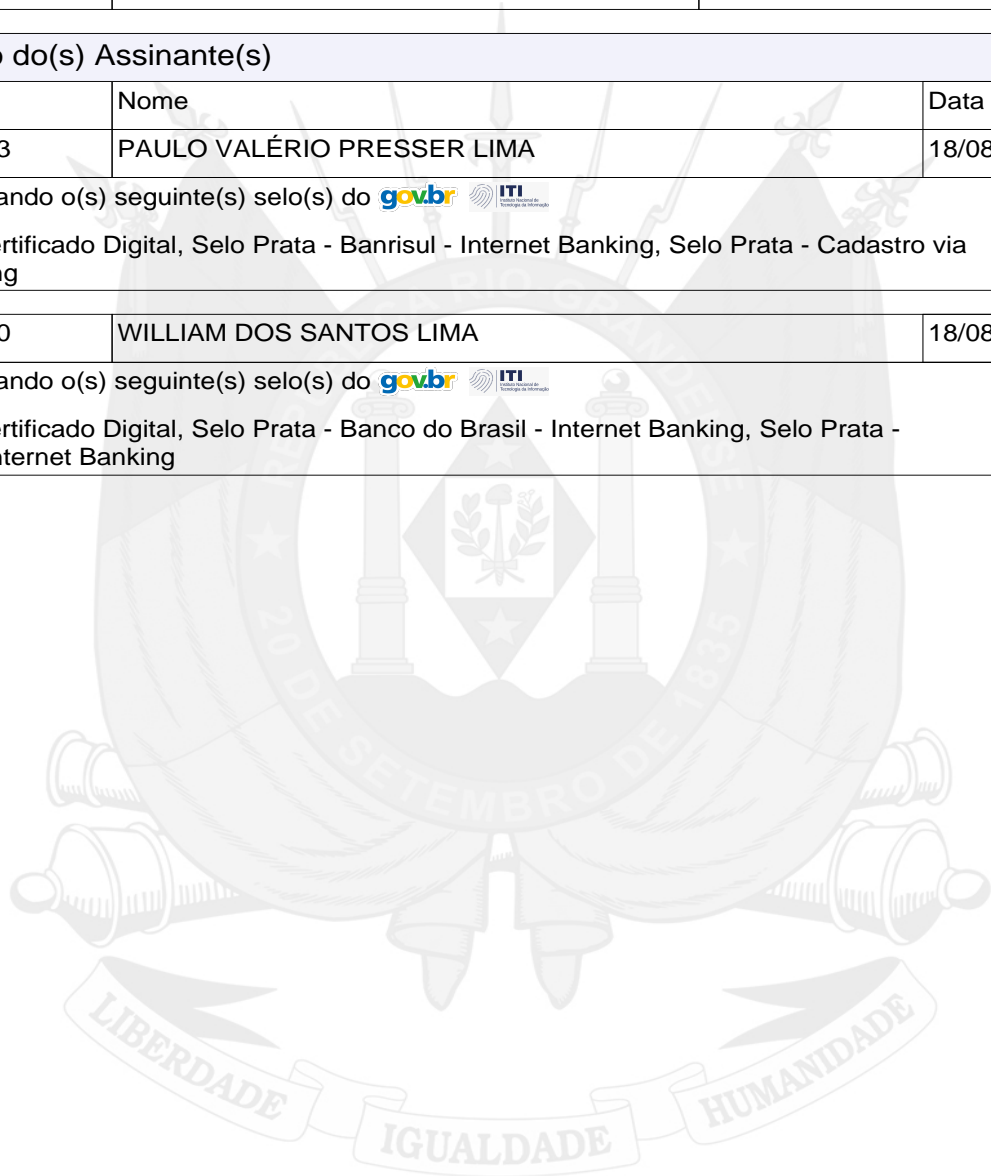 o do(s) Assinante(s)
Nome Data
3 PAULO VALÉRIO PRESSER LIMA 18/08
ando o(s) seguinte(s) selo(s) do gov.br ITI
ertificado Digital, Selo Prata - Banrisul - Internet Banking, Selo Prata - Cadastro via
ng
0 WILLIAM DOS SANTOS LIMA 18/08
ando o(s) seguinte(s) selo(s) do gov.br ITI
ertificado Digital, Selo Prata - Banco do Brasil - Internet Banking, Selo Prata -
nternet Banking
REPÚBLICA RIO GRANDENSE
20 DE SETEMBRO DE 1835
LIBERDADE IGUALDADE HUMANIDADE